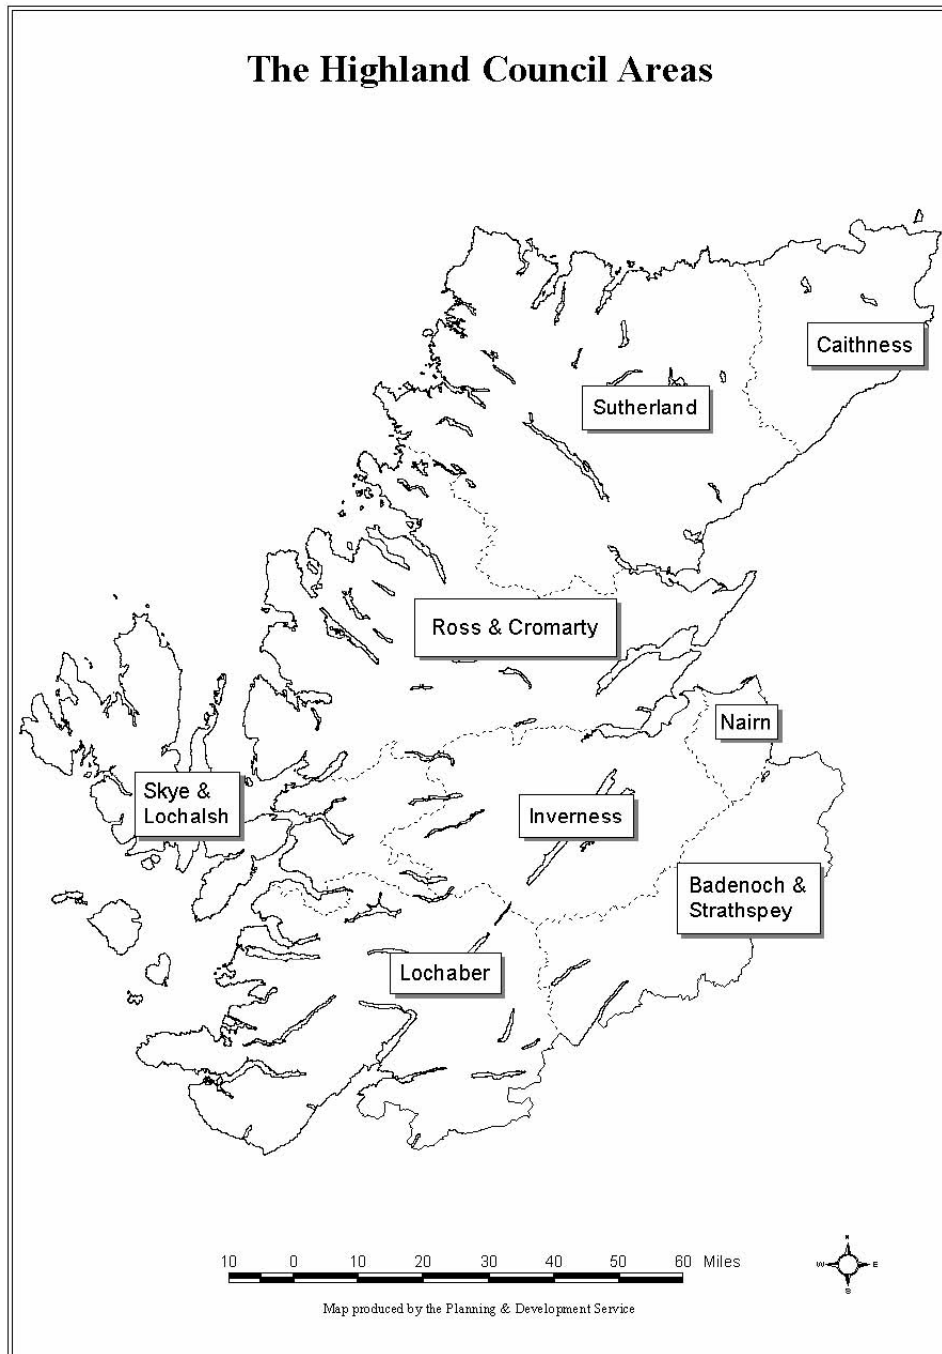 The Highland Council Areas
Caithness
Sutherland
Ross & Cromarty
Nairn
Skye &
Lochalsh
Inverness
Badenoch &
Strathspey
Lochaber
10 0 10 20 30 40 50 60 Miles
N
W E
S
Map produced by the Planning & Development Service